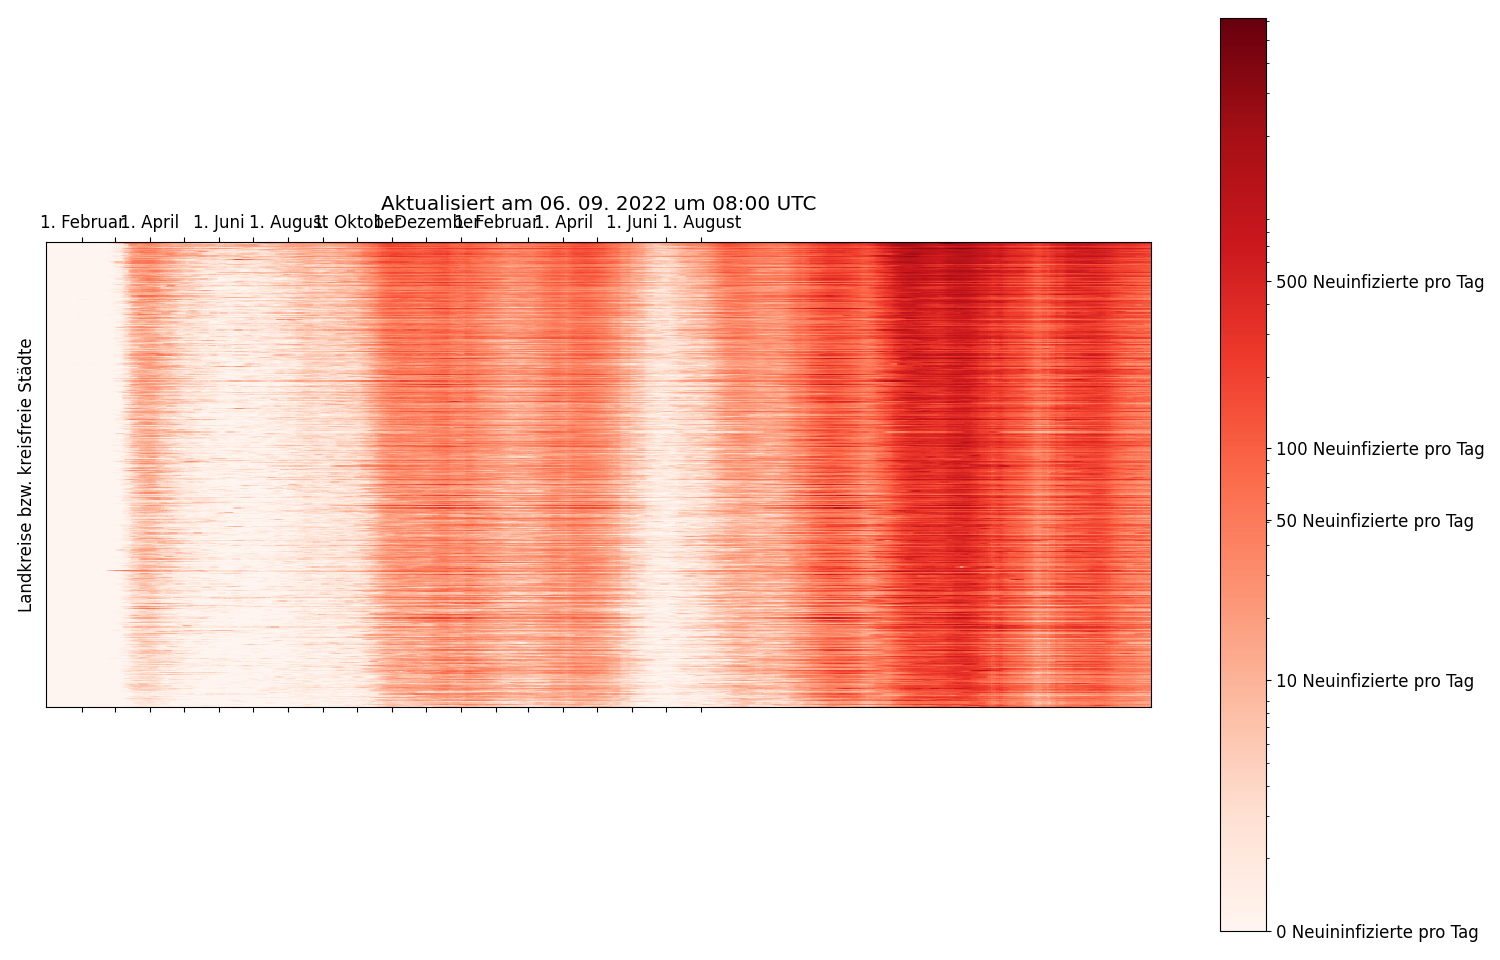 Aktualisiert am 06. 09. 2022 um 08:00 UTC
1. Februar 1. April 1. Juni 1. August 1. Oktober 1. Dezember 1. Februar 1. April 1. Juni 1. August
Landkreise bzw. kreisfreie Städte
500 Neuinfizierte pro Tag
100 Neuinfizierte pro Tag
50 Neuinfizierte pro Tag
10 Neuinfizierte pro Tag
0 Neuininfizierte pro Tag